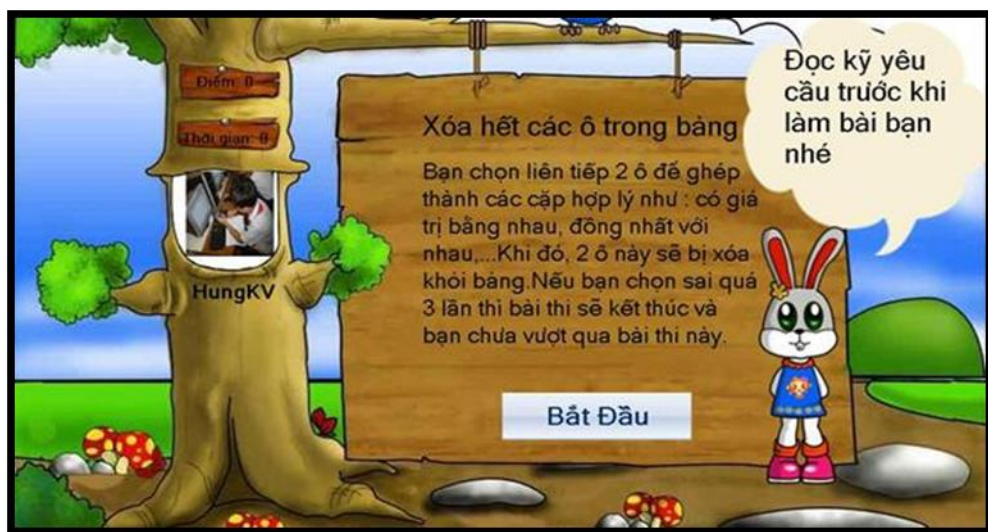 Điểm: 0
Thời gian: 0
HungKV
Xóa hết các ô trong bảng
Bạn chọn liên tiếp 2 ô để ghép
thành các cặp hợp lý như : có giá
trị bằng nhau, đồng nhất với
nhau,...Khi đó, 2 ô này sẽ bị xóa
khỏi bảng.Nếu bạn chọn sai quá
3 lần thì bài thi sẽ kết thúc và
bạn chưa vượt qua bài thi này.
Bắt Đầu
Đọc kỹ yêu
cầu trước khi
làm bài bạn
nhé